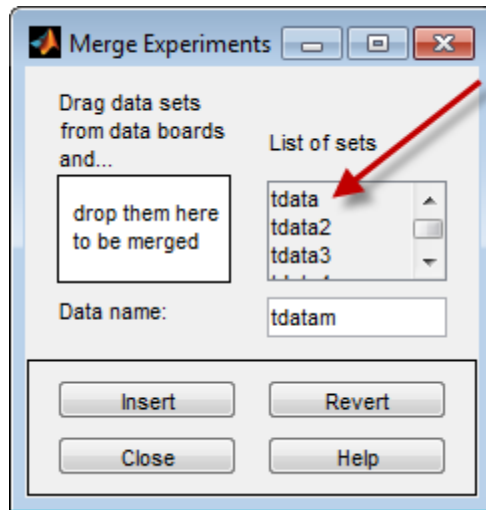 Merge Experiments
Drag data sets
from data boards
and...
drop them here
to be merged
List of sets
tdata
tdata2
tdata3
Data name:
tdatam
Insert
Revert
Close
Help